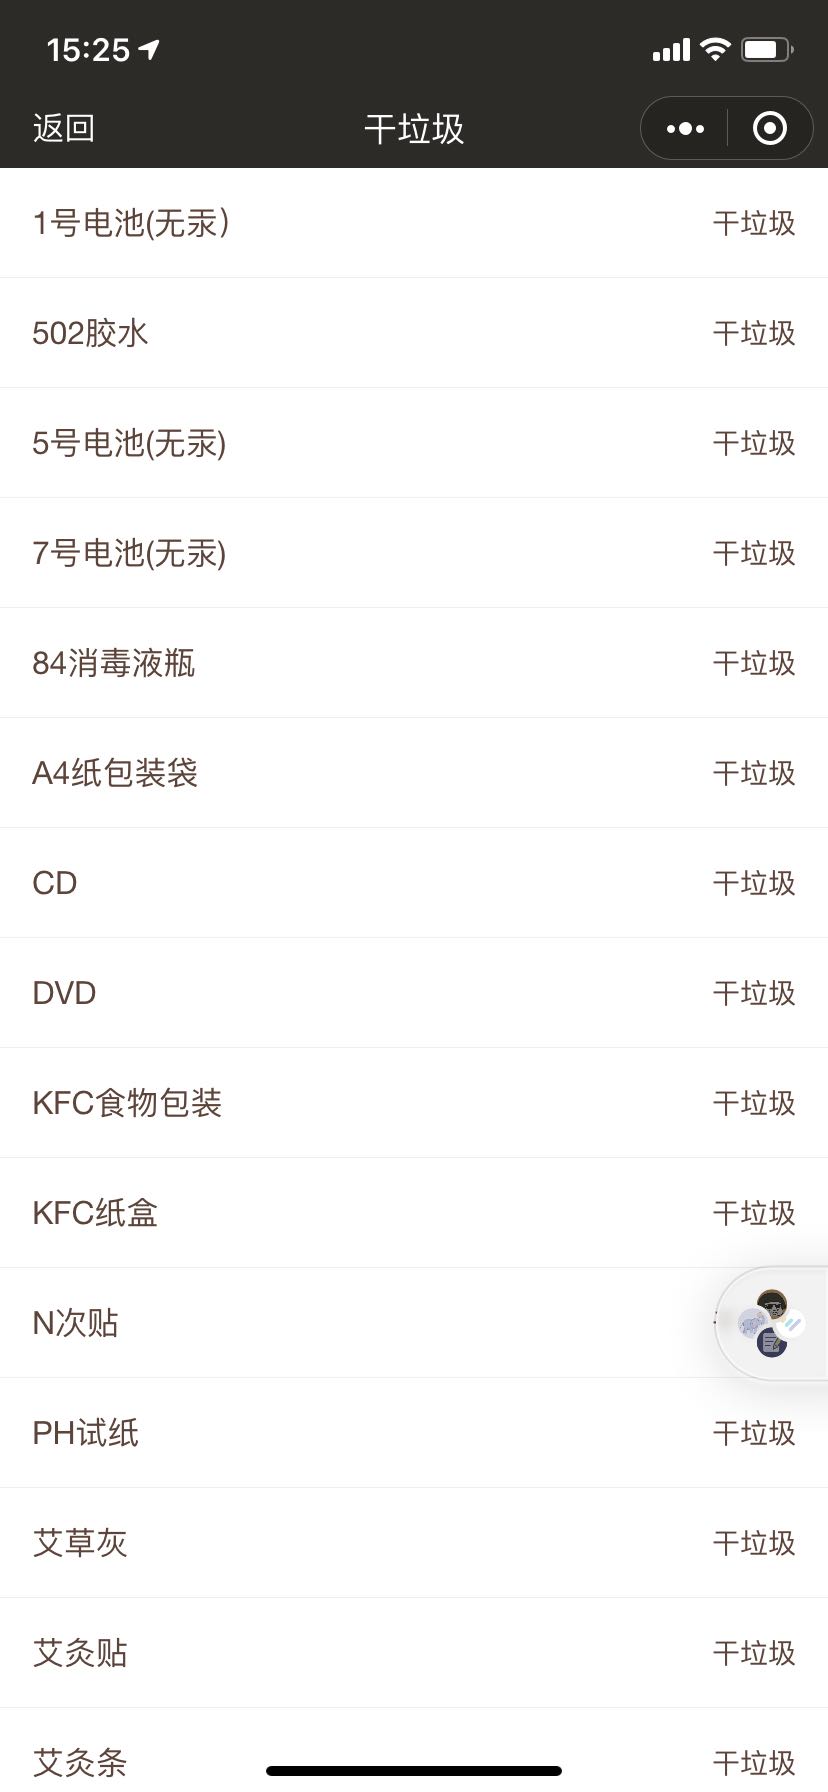 15:25
返回
干垃圾
1号电池(无汞）
干垃圾
502胶水
干垃圾
5号电池(无汞)
干垃圾
7号电池(无汞)
干垃圾
84消毒液瓶
干垃圾
A4纸包装袋
干垃圾
CD
干垃圾
DVD
干垃圾
KFC食物包装
干垃圾
KFC纸盒
干垃圾
N次贴
PH试纸
干垃圾
艾草灰
干垃圾
艾灸贴
干垃圾
艾灸条
干垃圾